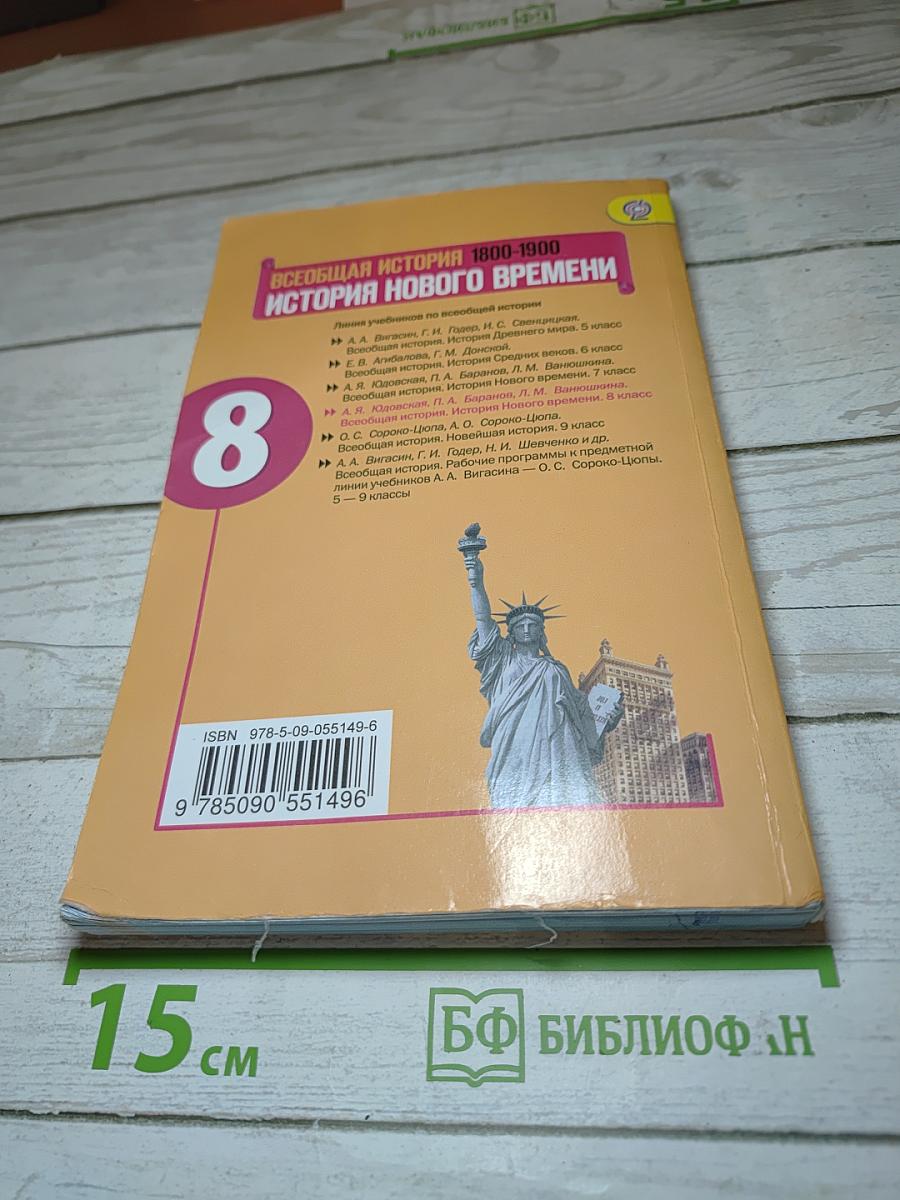 ВСЕОБЩАЯ ИСТОРИЯ 1800-1900
ИСТОРИЯ НОВОГО ВРЕМЕНИ
Линия учебников по всеобщей истории
А. А. Вигасин, Г. И. Годер, И. С. Свенцицкая.
Всеобщая история. История Древнего мира. 5 класс
Е. В. Агибалова, Г. М. Донской.
Всеобщая история. История Средних веков. 6 класс
А. Я. Юдовская, П. А. Баранов, Л. М. Ванюшкина.
Всеобщая история. История Нового времени. 7 класс
А. Я. Юдовская, П. А. Баранов, Л. М. Ванюшкина.
Всеобщая история. История Нового времени. 8 класс
О. С. Сороко-Цюпа, А. О. Сороко-Цюпа.
Всеобщая история. Новейшая история. 9 класс
А. А. Вигасин, Г. И. Годер, Н. И. Шевченко и др.
Всеобщая история. Рабочие программы к предметной
линии учебников А. А. Вигасина — О. С. Сороко-Цюпы.
5 — 9 классы
8
ISBN 978-5-09-055149-6
9 785090 551496
15 см
БФ БИБЛИОФ